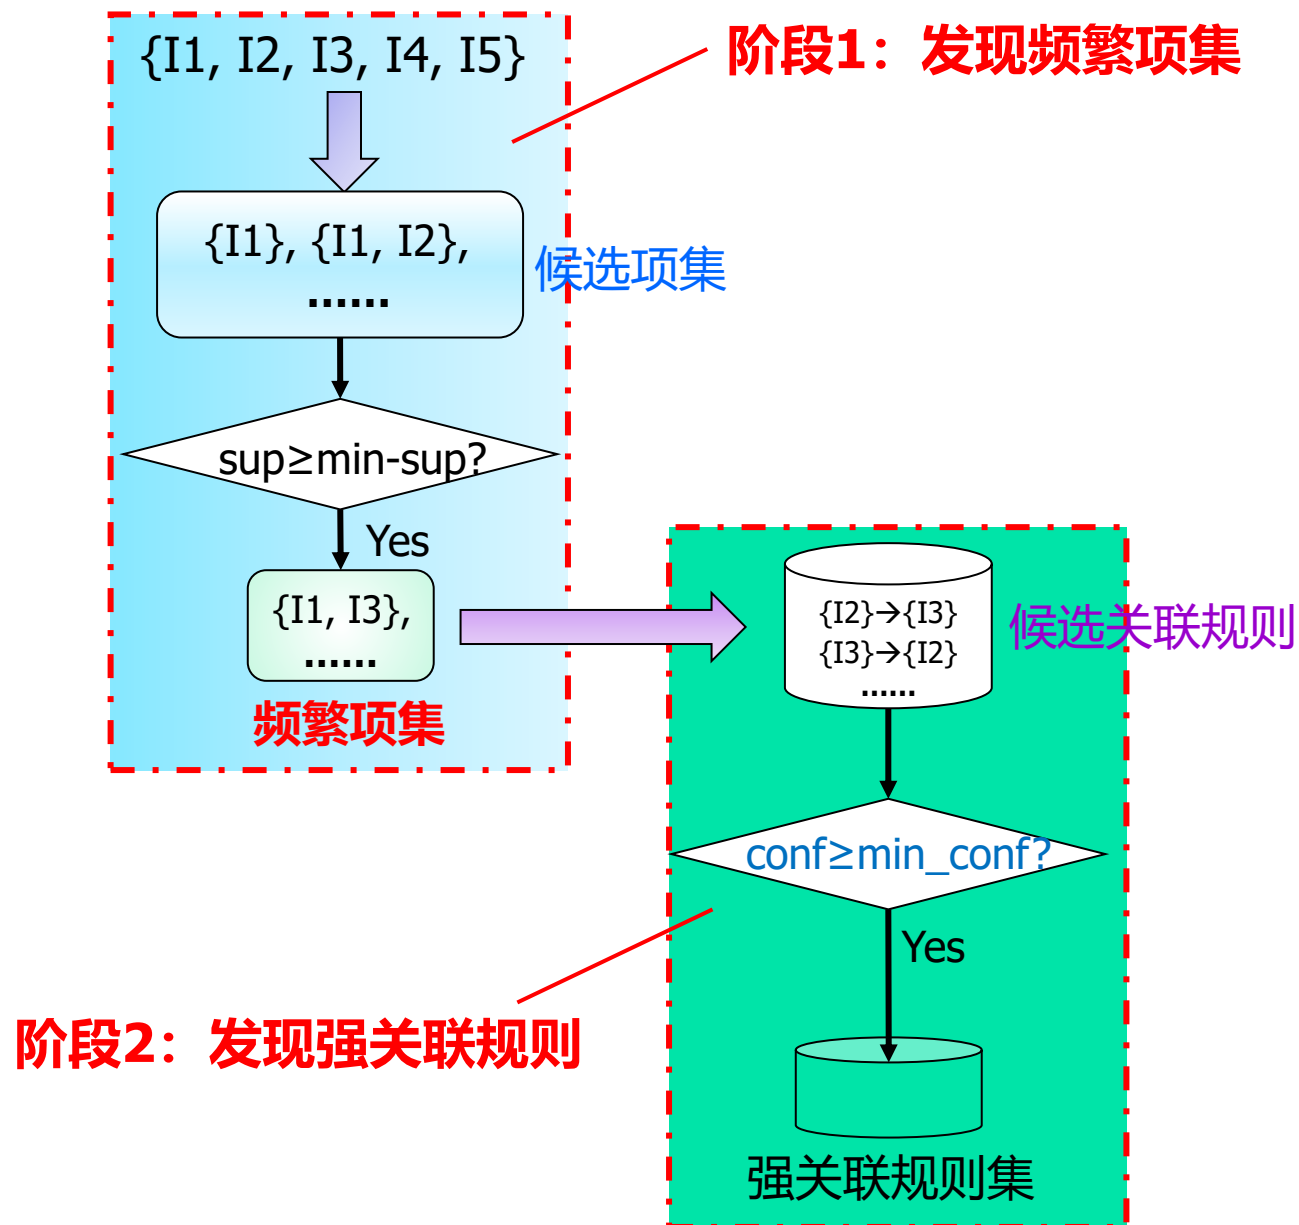 {I1, I2, I3, I4, I5}
阶段1：发现频繁项集
{I1}, {I1, I2},
......
候选项集
sup≥min-sup?
Yes
{I1, I3},
......
频繁项集
{I2}→{I3}
{I3}→{I2}
......
候选关联规则
conf≥min_conf?
Yes
阶段2：发现强关联规则
强关联规则集